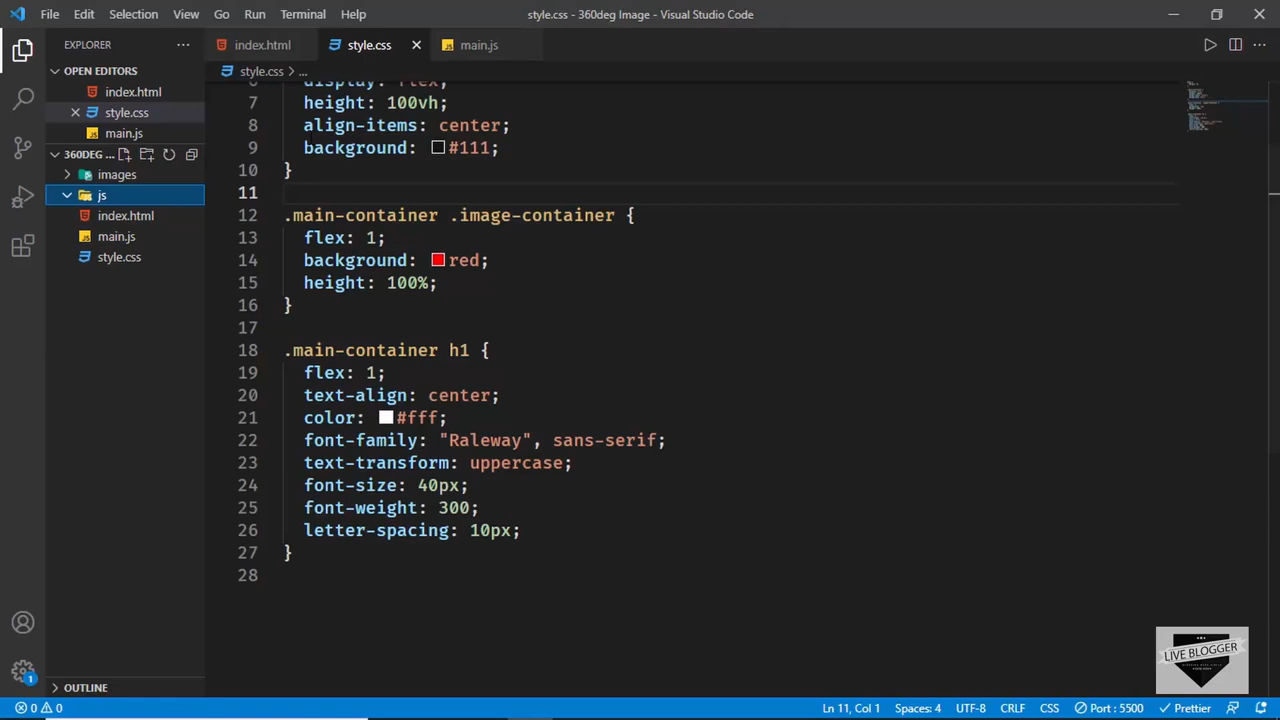 File Edit Selection View Go Run Terminal Help
style.css - 360deg Image - Visual Studio Code
EXPLORER
index.html
style.css
main.js
OPEN EDITORS
index.html
style.css
main.js
360DEG ...
images
js
index.html
main.js
style.css
OUTLINE
style.css > ...
6 display: flex;
7 height: 100vh;
8 align-items: center;
9 background: #111;
10 }
11
12 .main-container .image-container {
13 flex: 1;
14 background: red;
15 height: 100%;
16 }
17
18 .main-container h1 {
19 flex: 1;
20 text-align: center;
21 color: #fff;
22 font-family: "Raleway", sans-serif;
23 text-transform: uppercase;
24 font-size: 40px;
25 font-weight: 300;
26 letter-spacing: 10px;
27 }
28
LIVE BLOGGER
1
0 0
Ln 11, Col 1
Spaces: 4
UTF-8
CRLF
CSS
Port : 5500
Prettier